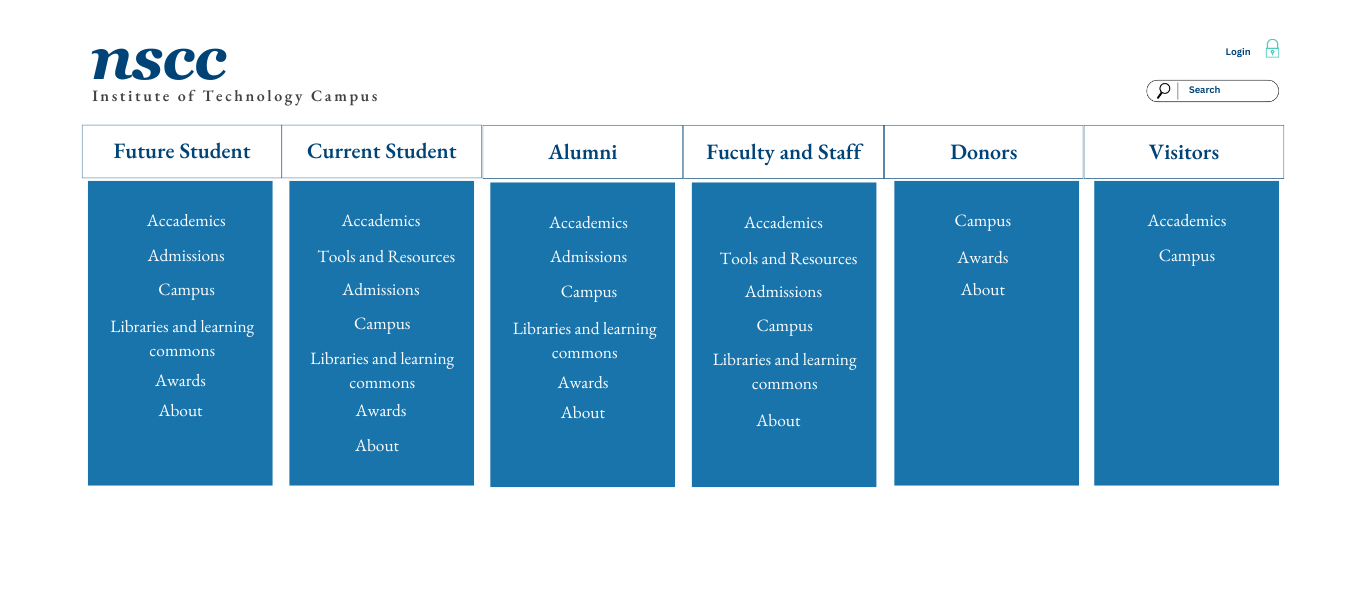 nscc
Institute of Technology Campus
Login
Search
Future Student
Current Student
Alumni
Fuculty and Staff
Donors
Visitors
Accademics
Admissions
Campus
Libraries and learning
commons
Awards
About
Accademics
Tools and Resources
Admissions
Campus
Libraries and learning
commons
Awards
About
Accademics
Admissions
Campus
Libraries and learning
commons
Awards
About
Accademics
Tools and Resources
Admissions
Campus
Libraries and learning
commons
About
Campus
Awards
About
Accademics
Campus